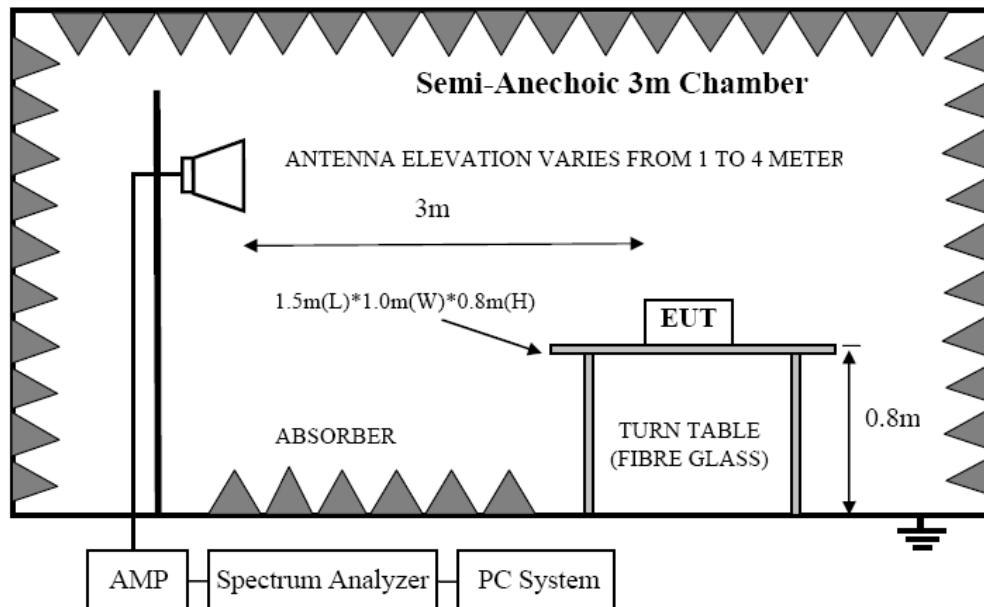 Semi-Anechoic 3m Chamber
ANTENNA ELEVATION VARIES FROM 1 TO 4 METER
3m
1.5m(L)*1.0m(W)*0.8m(H)
EUT
0.8m
ABSORBER
TURN TABLE
(FIBRE GLASS)
AMP
Spectrum Analyzer
PC System